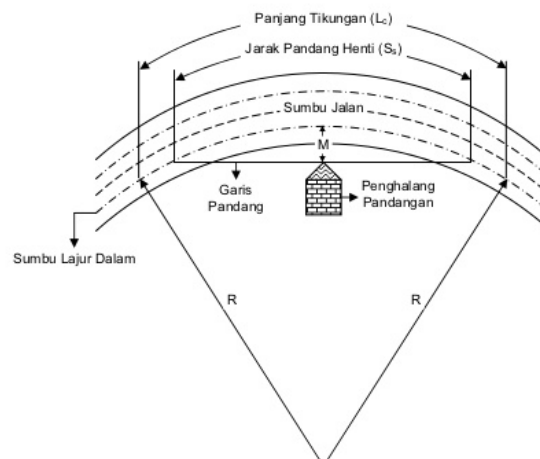 Panjang Tikungan (Lc)
Jarak Pandang Henti (Ss)
Sumbu Jalan
M
Garis
Pandang
Penghalang
Pandangan
Sumbu Lajur Dalam
R
R